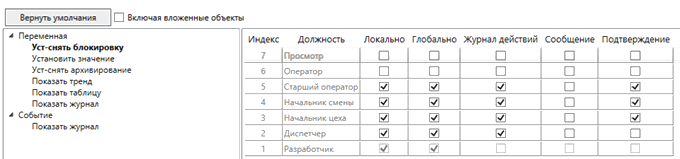 Вернуть умолчания Включая вложенные объекты
Переменная
Уст-снять блокировку
Установить значение
Уст-снять архивирование
Показать тренд
Показать таблицу
Показать журнал
Событие
Показать журнал
Индекс Должность Локально Глобально Журнал действий Сообщение Подтверждение
7 Просмотр
6 Оператор
5 Старший оператор
4 Начальник смены
3 Начальник цеха
2 Диспетчер
1 Разработчик